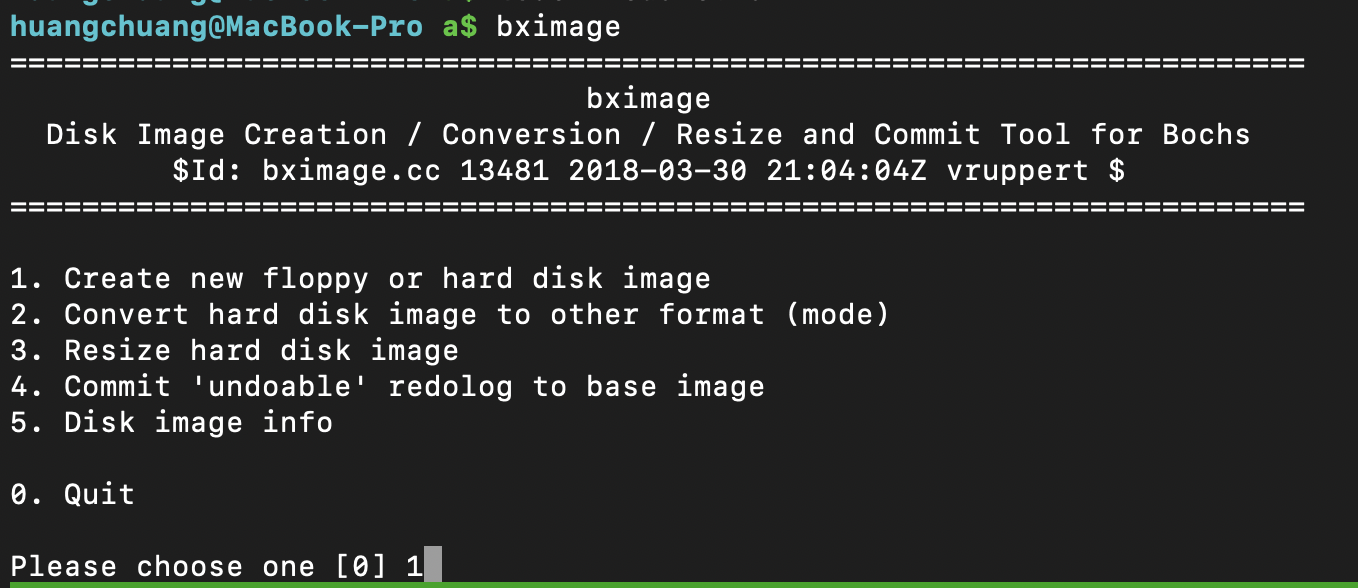 huangchuang@MacBook-Pro a$ bximage
========================================================================
bximage
Disk Image Creation / Conversion / Resize and Commit Tool for Bochs
$Id: bximage.cc 13481 2018-03-30 21:04:04Z vruppert $
========================================================================
1. Create new floppy or hard disk image
2. Convert hard disk image to other format (mode)
3. Resize hard disk image
4. Commit 'undoable' redolog to base image
5. Disk image info
0. Quit
Please choose one [0] 1